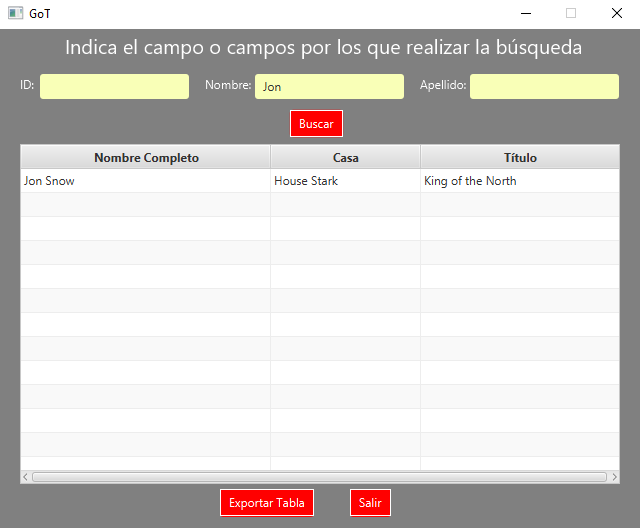 GoT
Indica el campo o campos por los que realizar la búsqueda
ID: Nombre: Jon Apellido:
Buscar
Nombre Completo Casa Título
Jon Snow House Stark King of the North
Exportar Tabla Salir